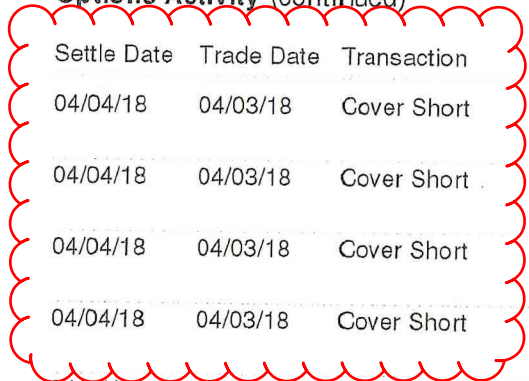 Options Activity (continued)
Settle Date Trade Date Transaction
04/04/18 04/03/18 Cover Short
04/04/18 04/03/18 Cover Short
04/04/18 04/03/18 Cover Short
04/04/18 04/03/18 Cover Short